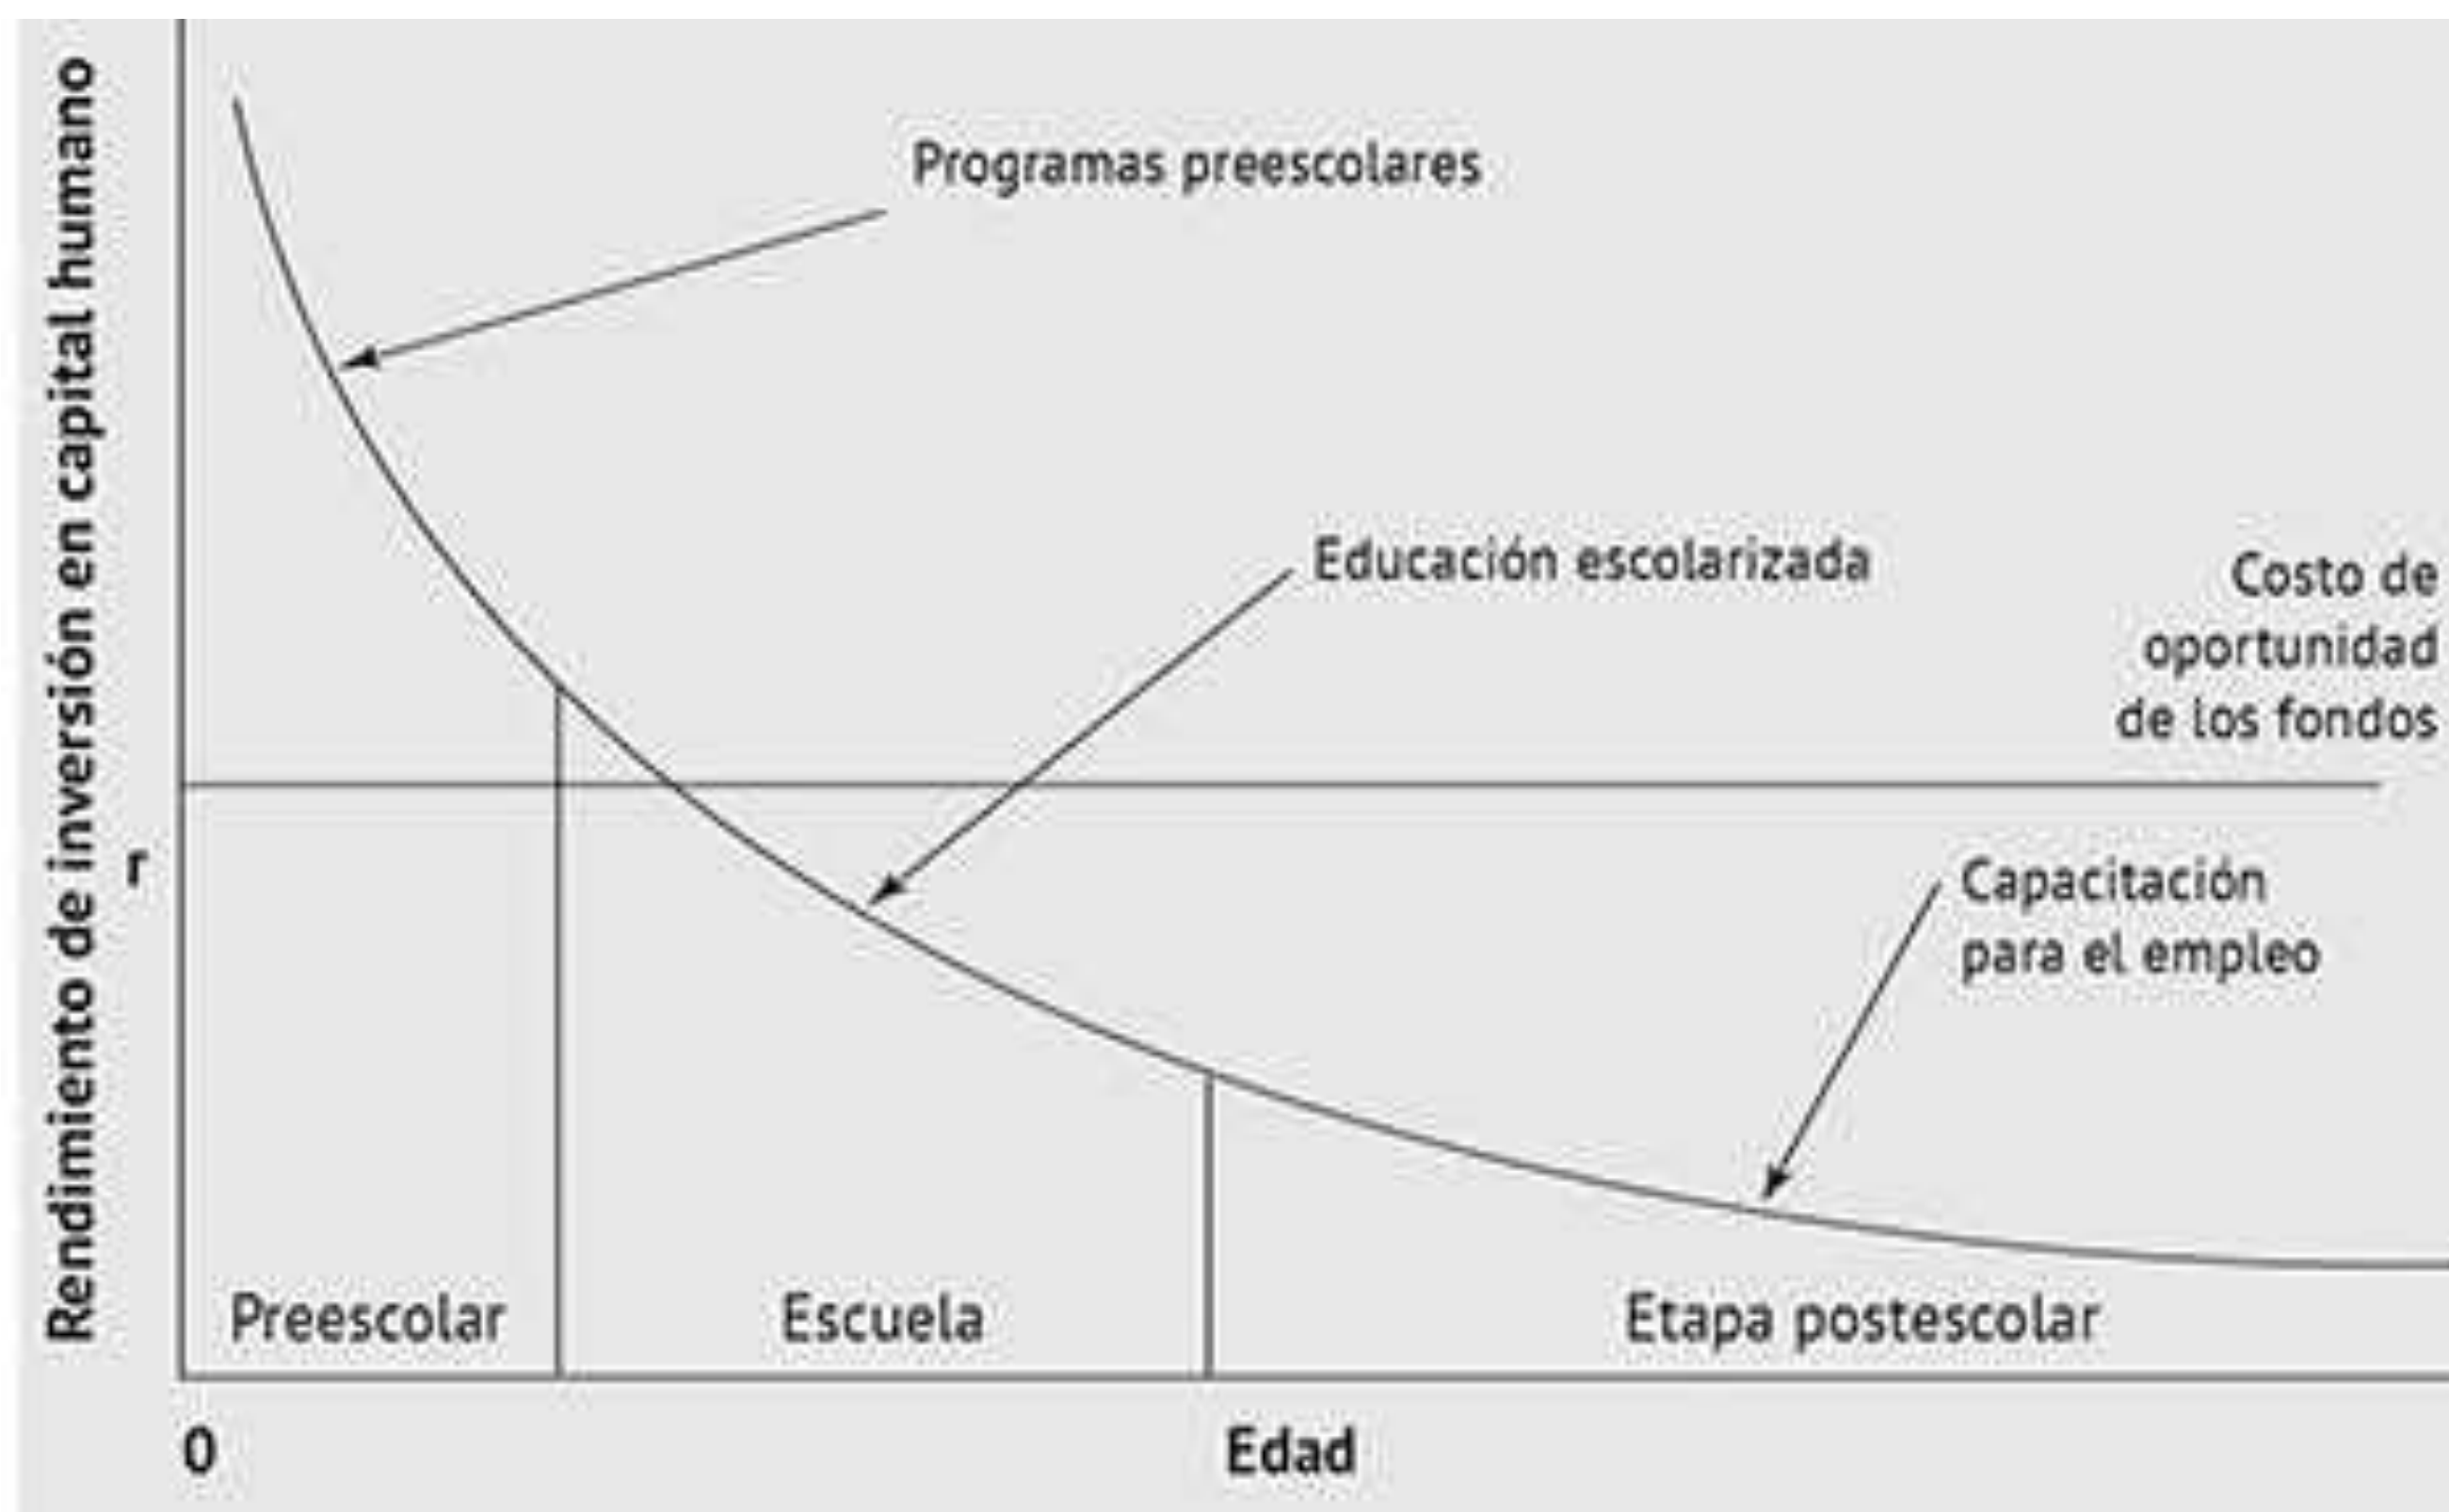 Rendimiento de inversión en capital humano
r
Programas preescolares
Educación escolarizada
Costo de
oportunidad
de los fondos
Capacitación
para el empleo
Preescolar
Escuela
Etapa postescolar
0
Edad